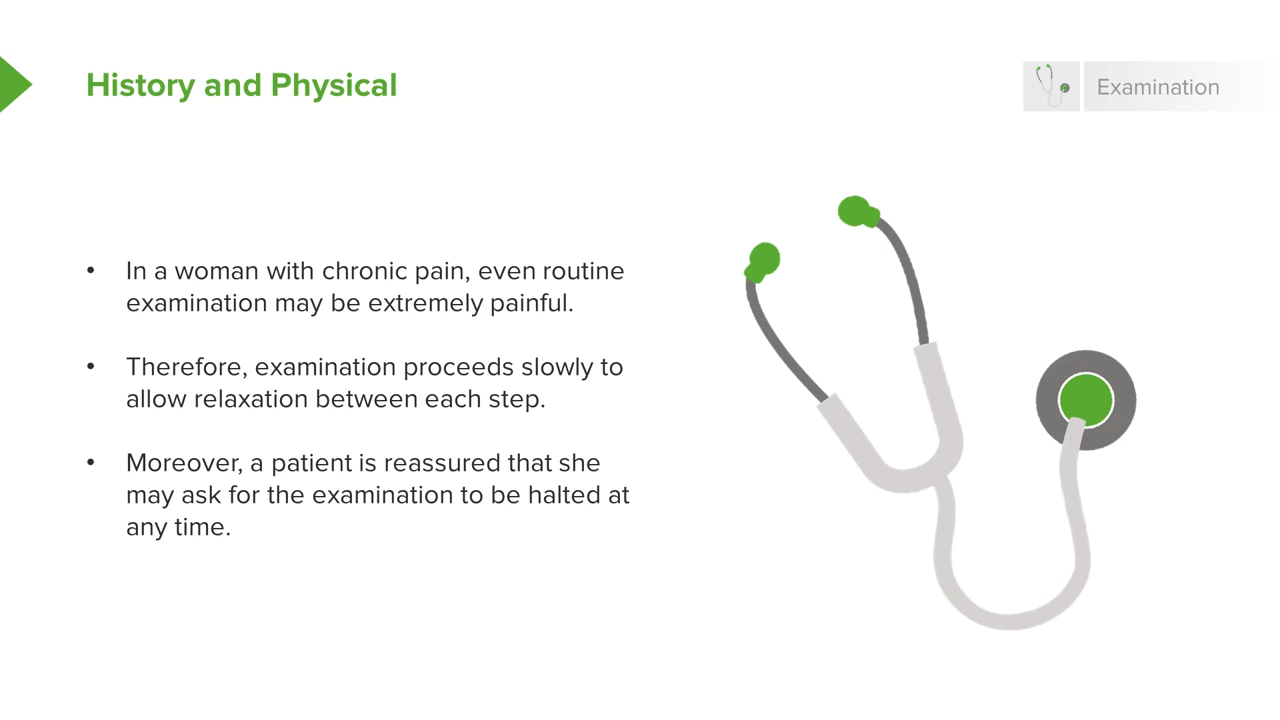 History and Physical
Examination
• In a woman with chronic pain, even routine
examination may be extremely painful.
• Therefore, examination proceeds slowly to
allow relaxation between each step.
• Moreover, a patient is reassured that she
may ask for the examination to be halted at
any time.